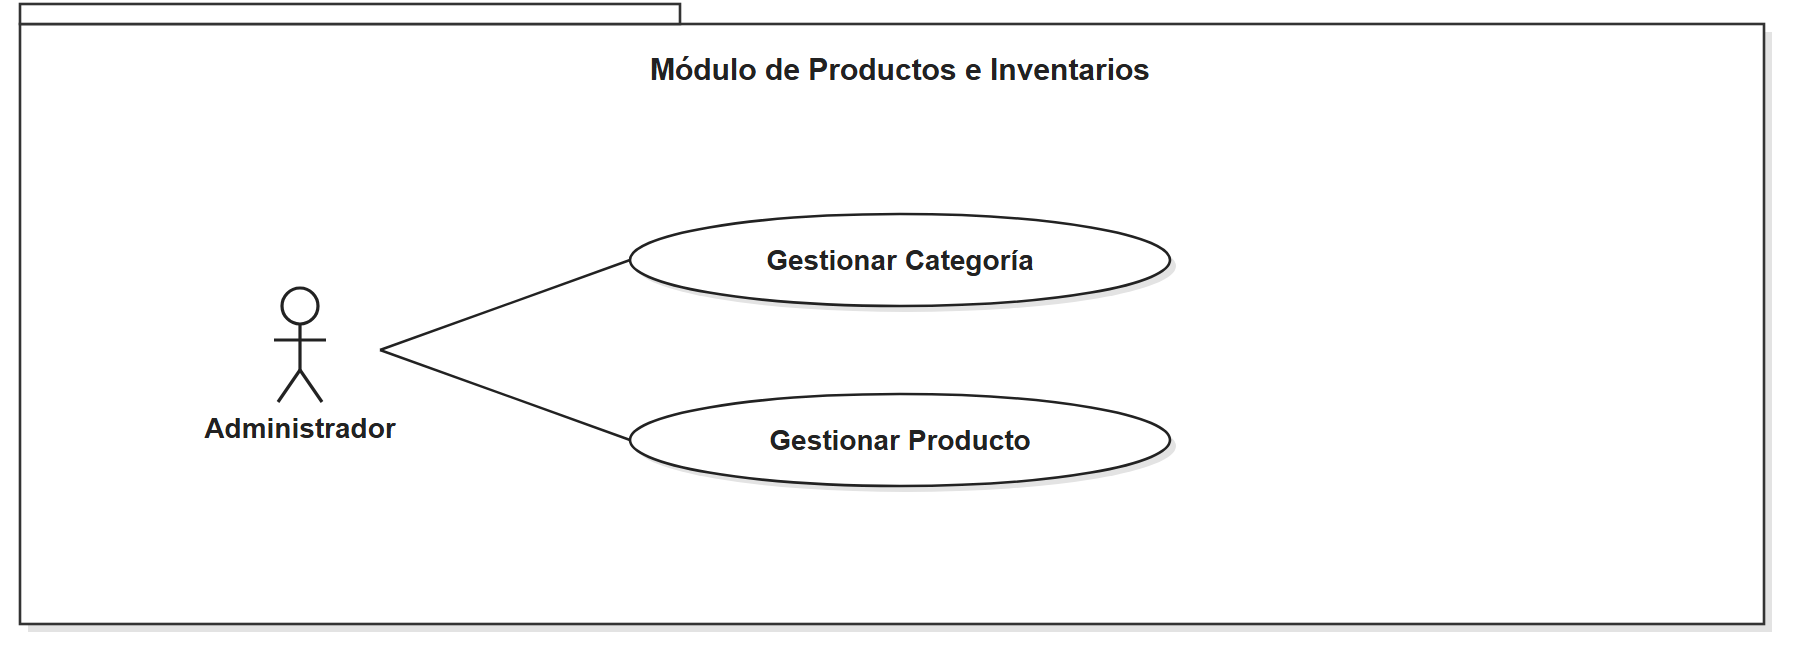 Módulo de Productos e Inventarios
Gestionar Categoría
Administrador
Gestionar Producto